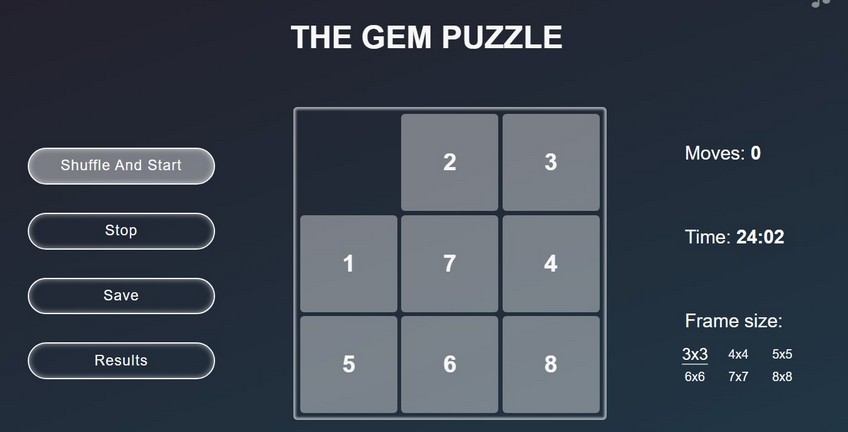 THE GEM PUZZLE
Shuffle And Start
Stop
Save
Results
2 3
1 7 4
5 6 8
Moves: 0
Time: 24:02
Frame size:
3x3 4x4 5x5
6x6 7x7 8x8